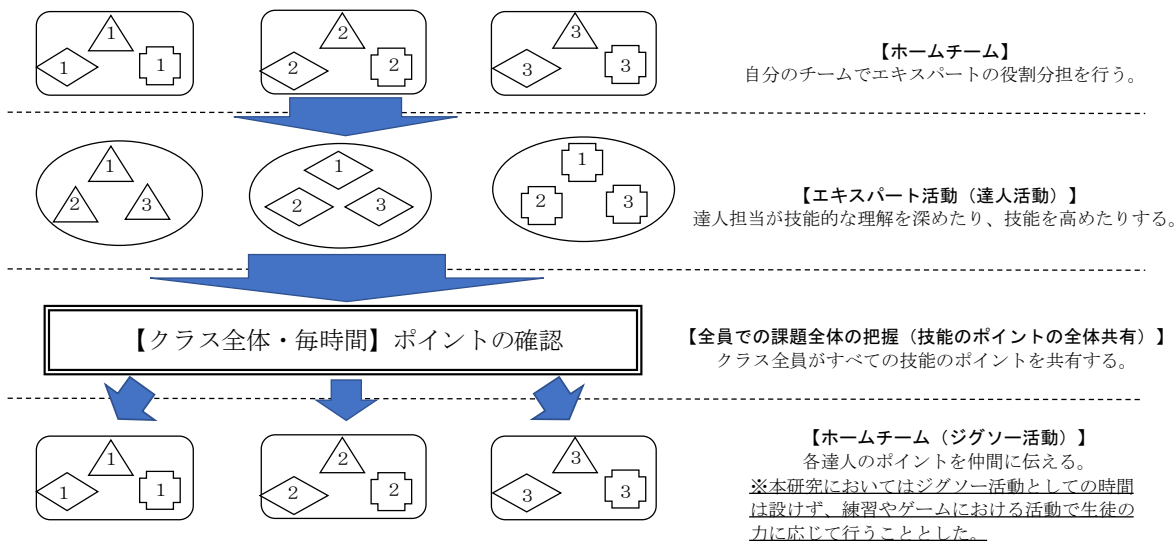 1
2
3
1
1
2
2
3
3
【ホームチーム】
自分のチームでエキスパートの役割分担を行う。
1
2
3
1
2
3
1
2
3
【エキスパート活動（達人活動）】
達人担当が技能的な理解を深めたり、技能を高めたりする。
【クラス全体・毎時間】ポイントの確認
【全員での課題全体の把握（技能のポイントの全体共有）】
クラス全員がすべての技能のポイントを共有する。
1
2
3
1
1
2
2
3
3
【ホームチーム（ジグソー活動）】
各達人のポイントを仲間に伝える。
※本研究においてはジグソー活動としての時間
は設けず、練習やゲームにおける活動で生徒の
力に応じて行うこととした。